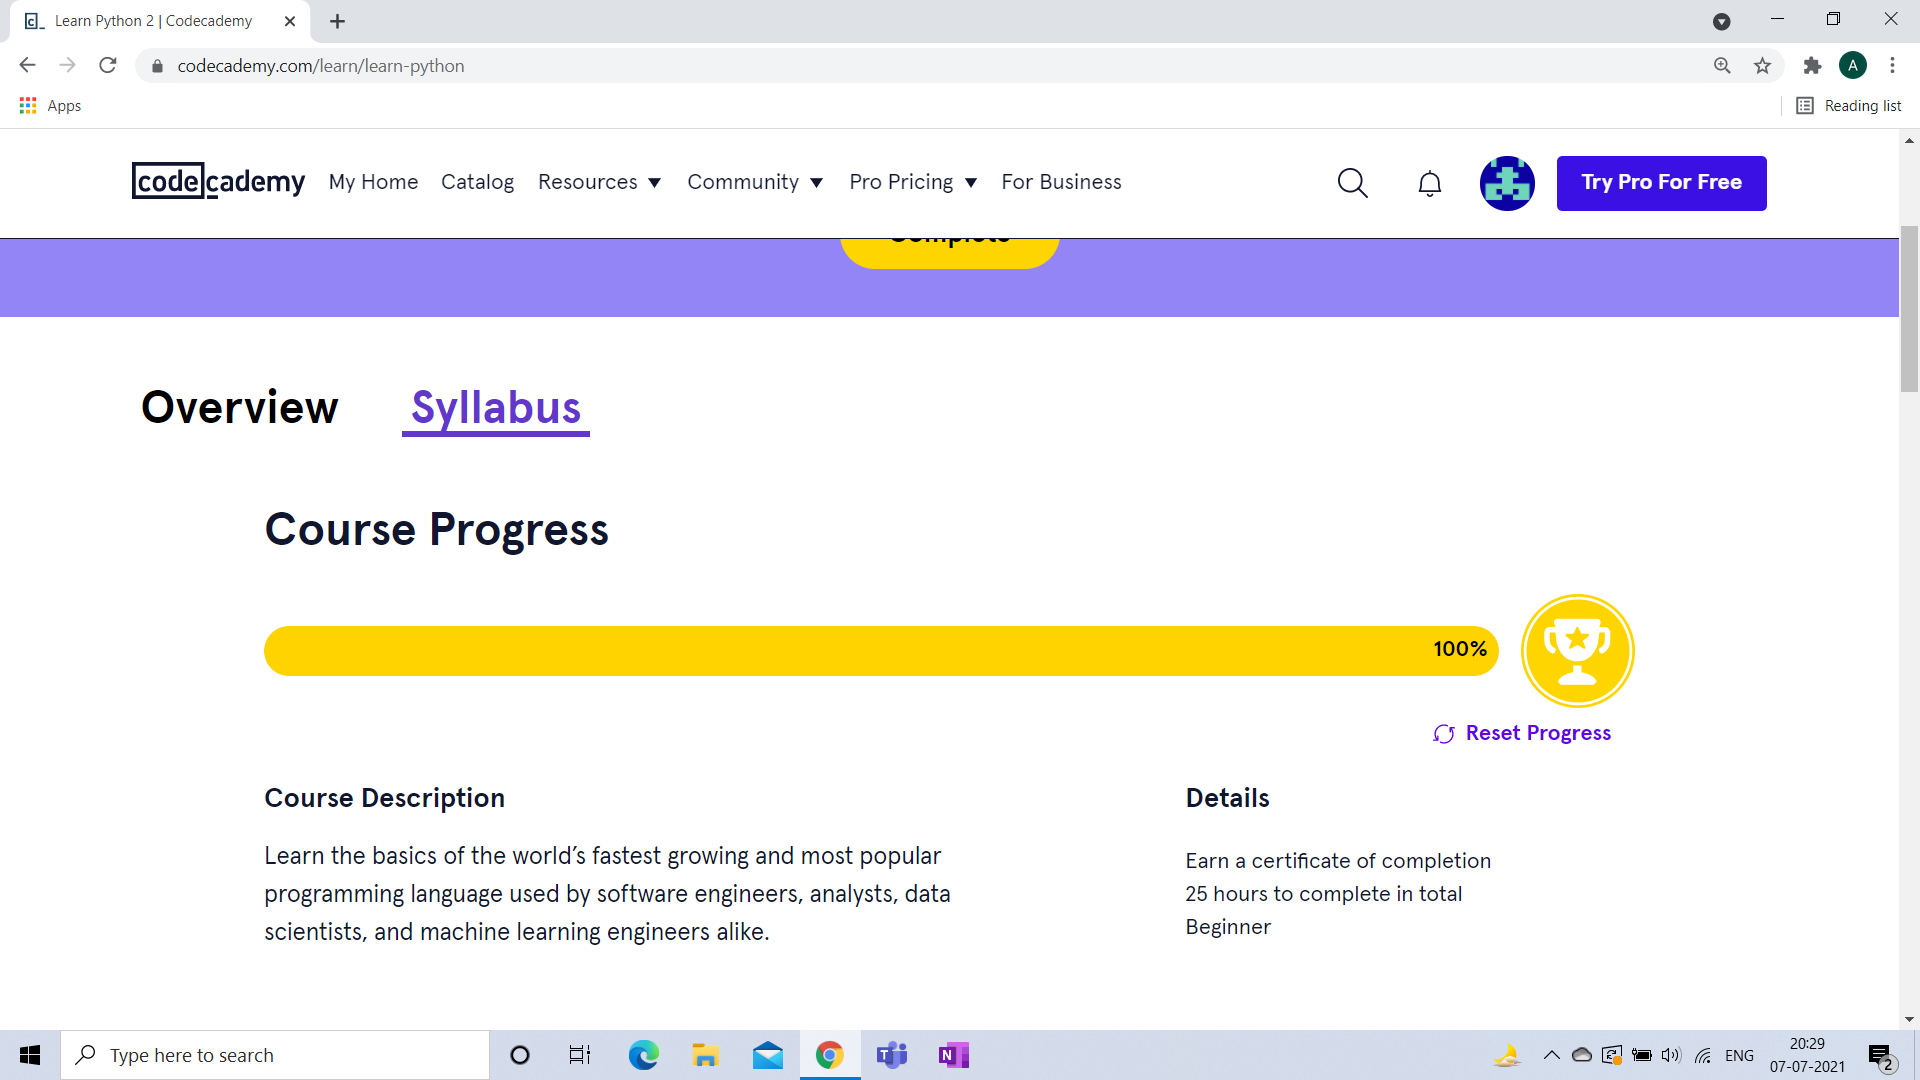 Learn Python 2 | Codecademy
codecademy.com/learn/learn-python
A
Apps
Reading list
codecademy
My Home
Catalog
Resources
Community
Pro Pricing
For Business
Try Pro For Free
Complete
Overview
Syllabus
Course Progress
100%
Reset Progress
Course Description
Learn the basics of the world’s fastest growing and most popular
programming language used by software engineers, analysts, data
scientists, and machine learning engineers alike.
Details
Earn a certificate of completion
25 hours to complete in total
Beginner
Type here to search
ENG
20:29
07-07-2021
2